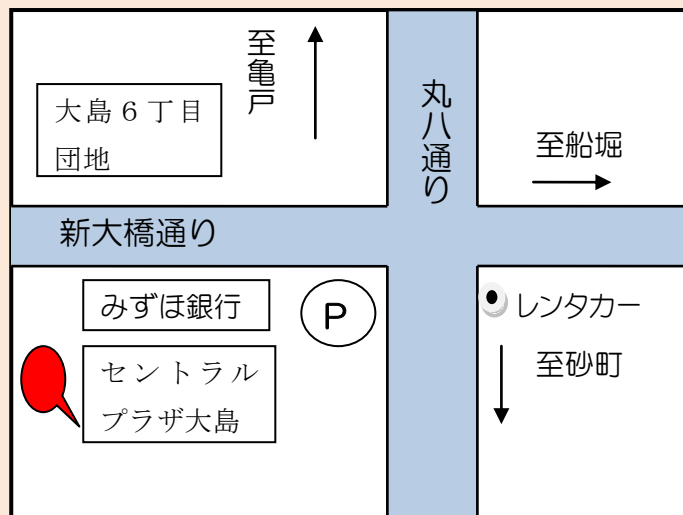 至亀戸
大島６丁目
団地
丸八通り
至船堀
新大橋通り
みずほ銀行
P
レンタカー
セントラル
プラザ大島
至砂町